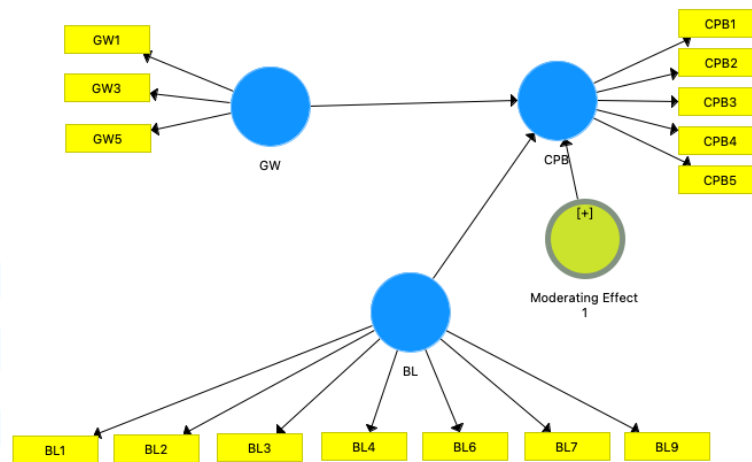 CPB1
GW1
CPB2
GW3
CPB3
GW5
CPB4
GW
CPB
CPB5
[+]
Moderating Effect
1
BL
BL1
BL2
BL3
BL4
BL6
BL7
BL9